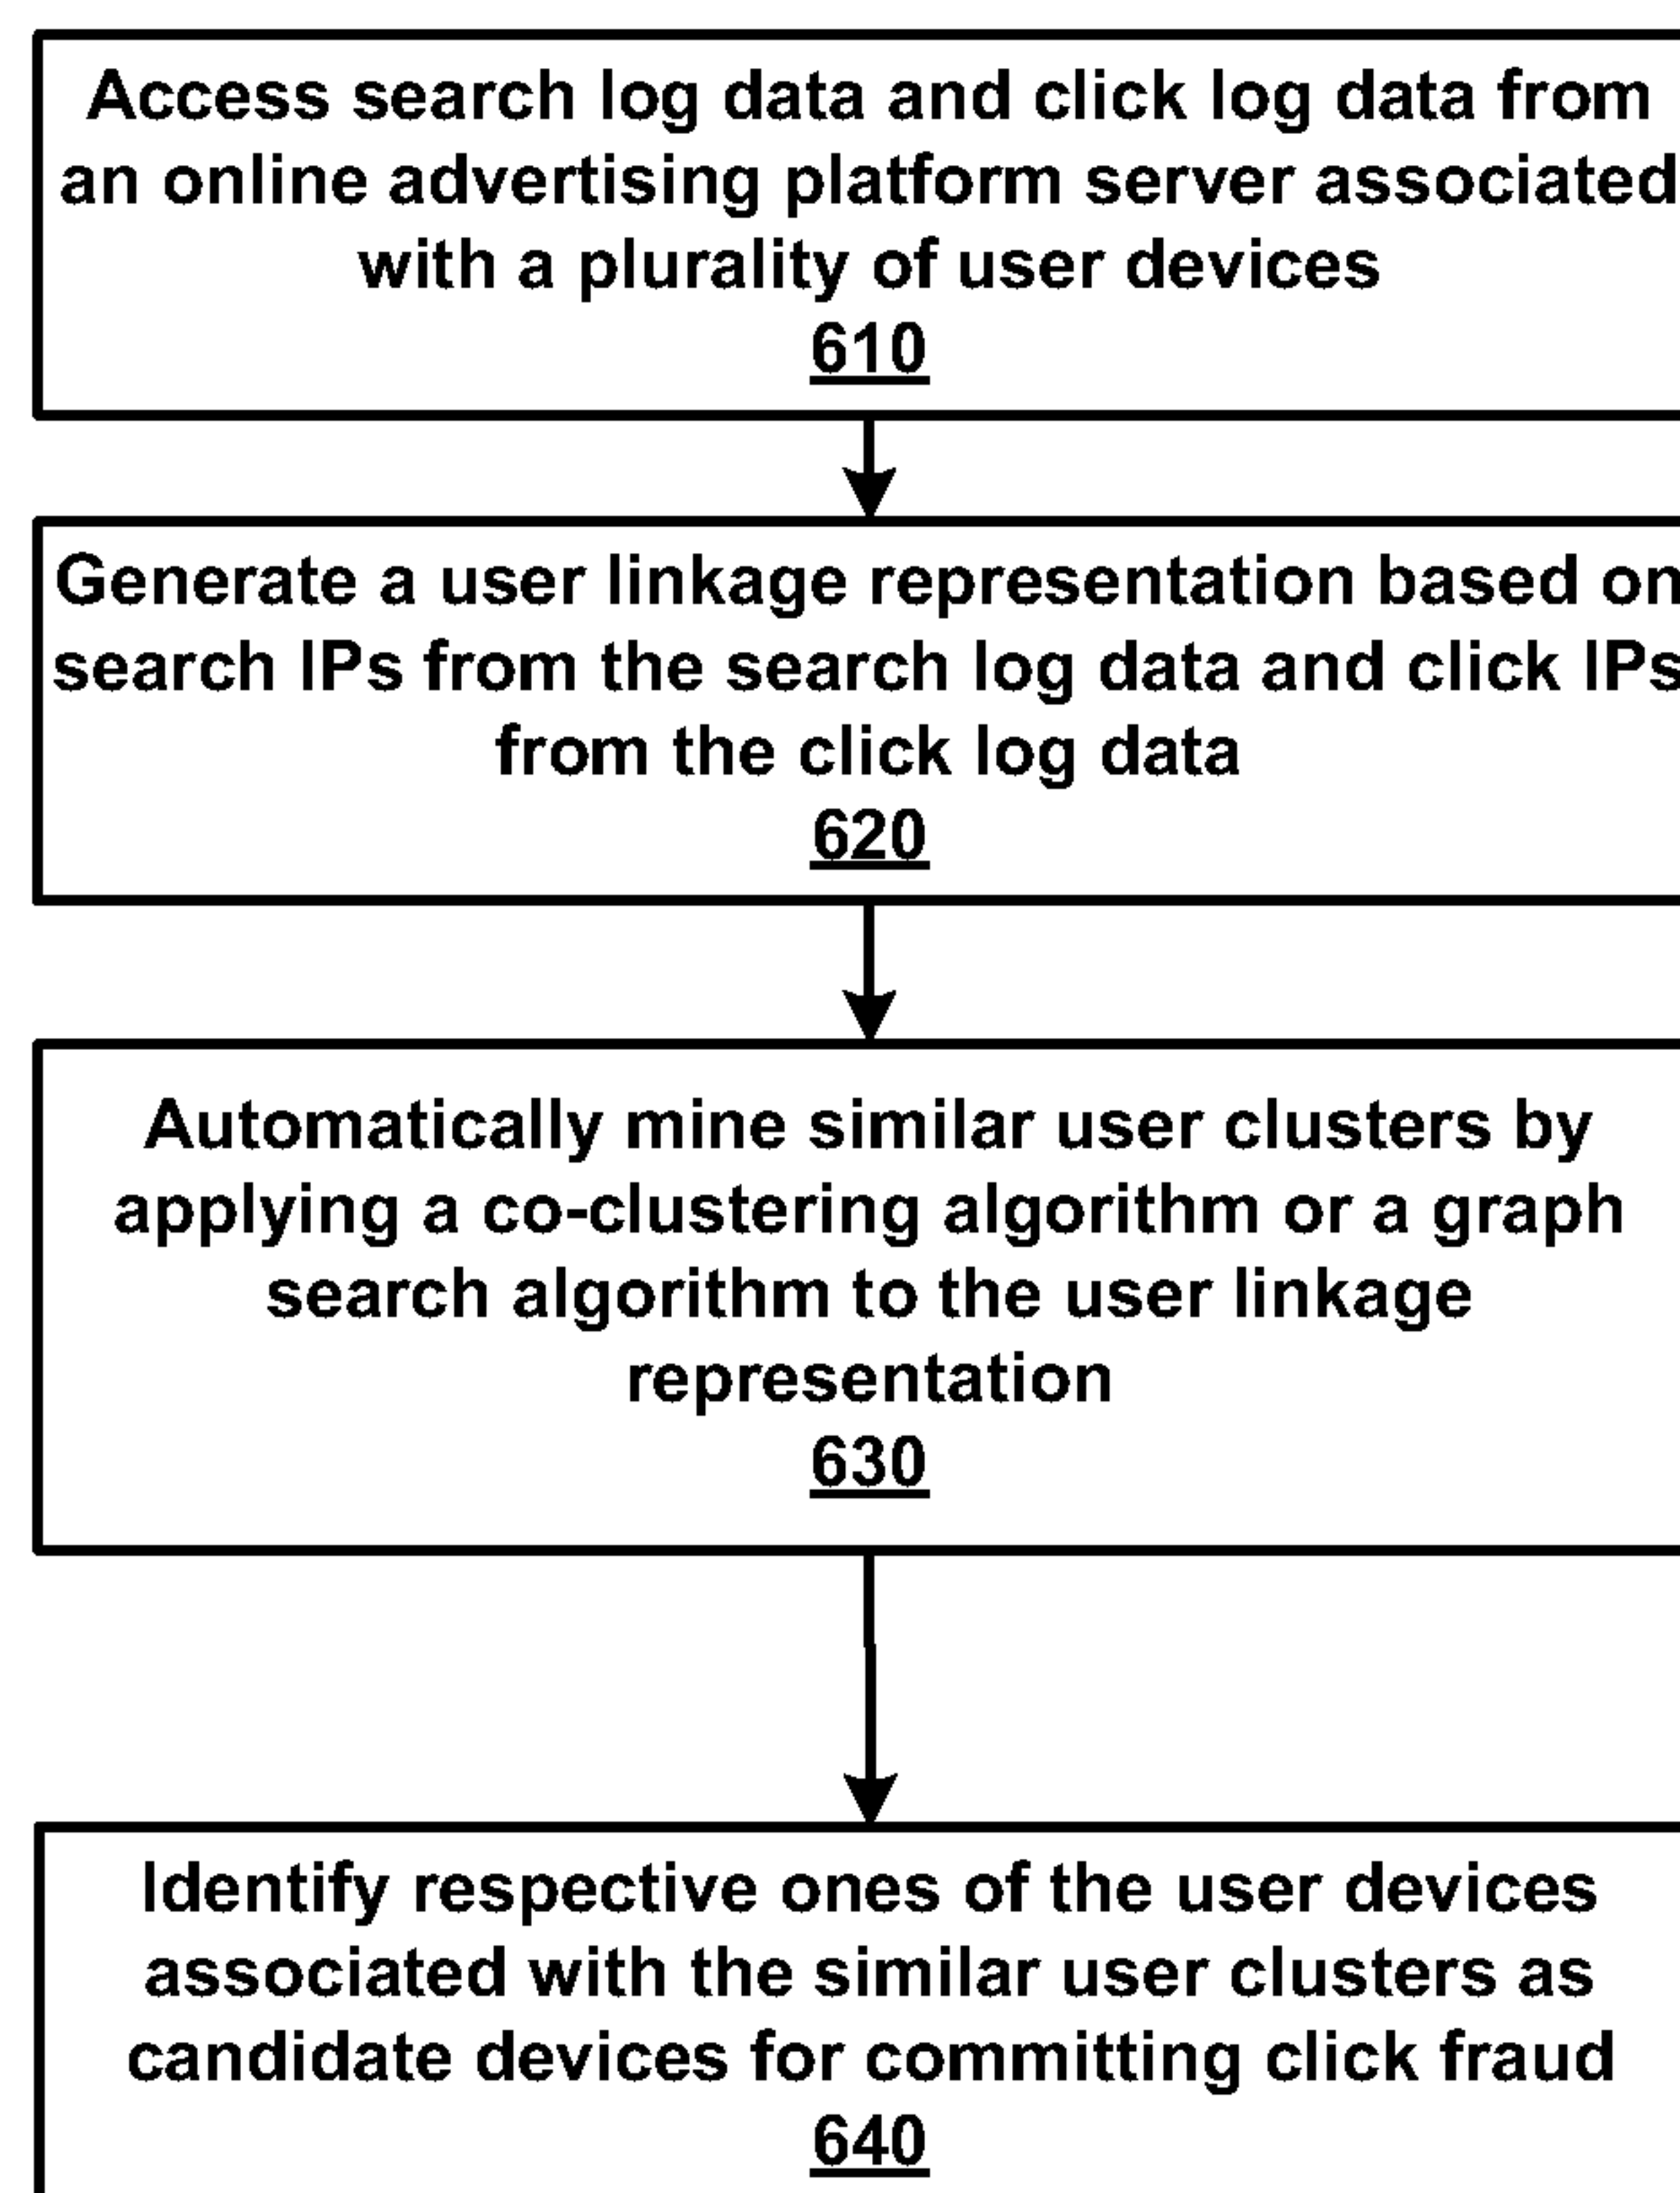 Access search log data and click log data from
an online advertising platform server associated
with a plurality of user devices
610
Generate a user linkage representation based on
search IPs from the search log data and click IPs
from the click log data
620
Automatically mine similar user clusters by
applying a co-clustering algorithm or a graph
search algorithm to the user linkage
representation
630
Identify respective ones of the user devices
associated with the similar user clusters as
candidate devices for committing click fraud
640